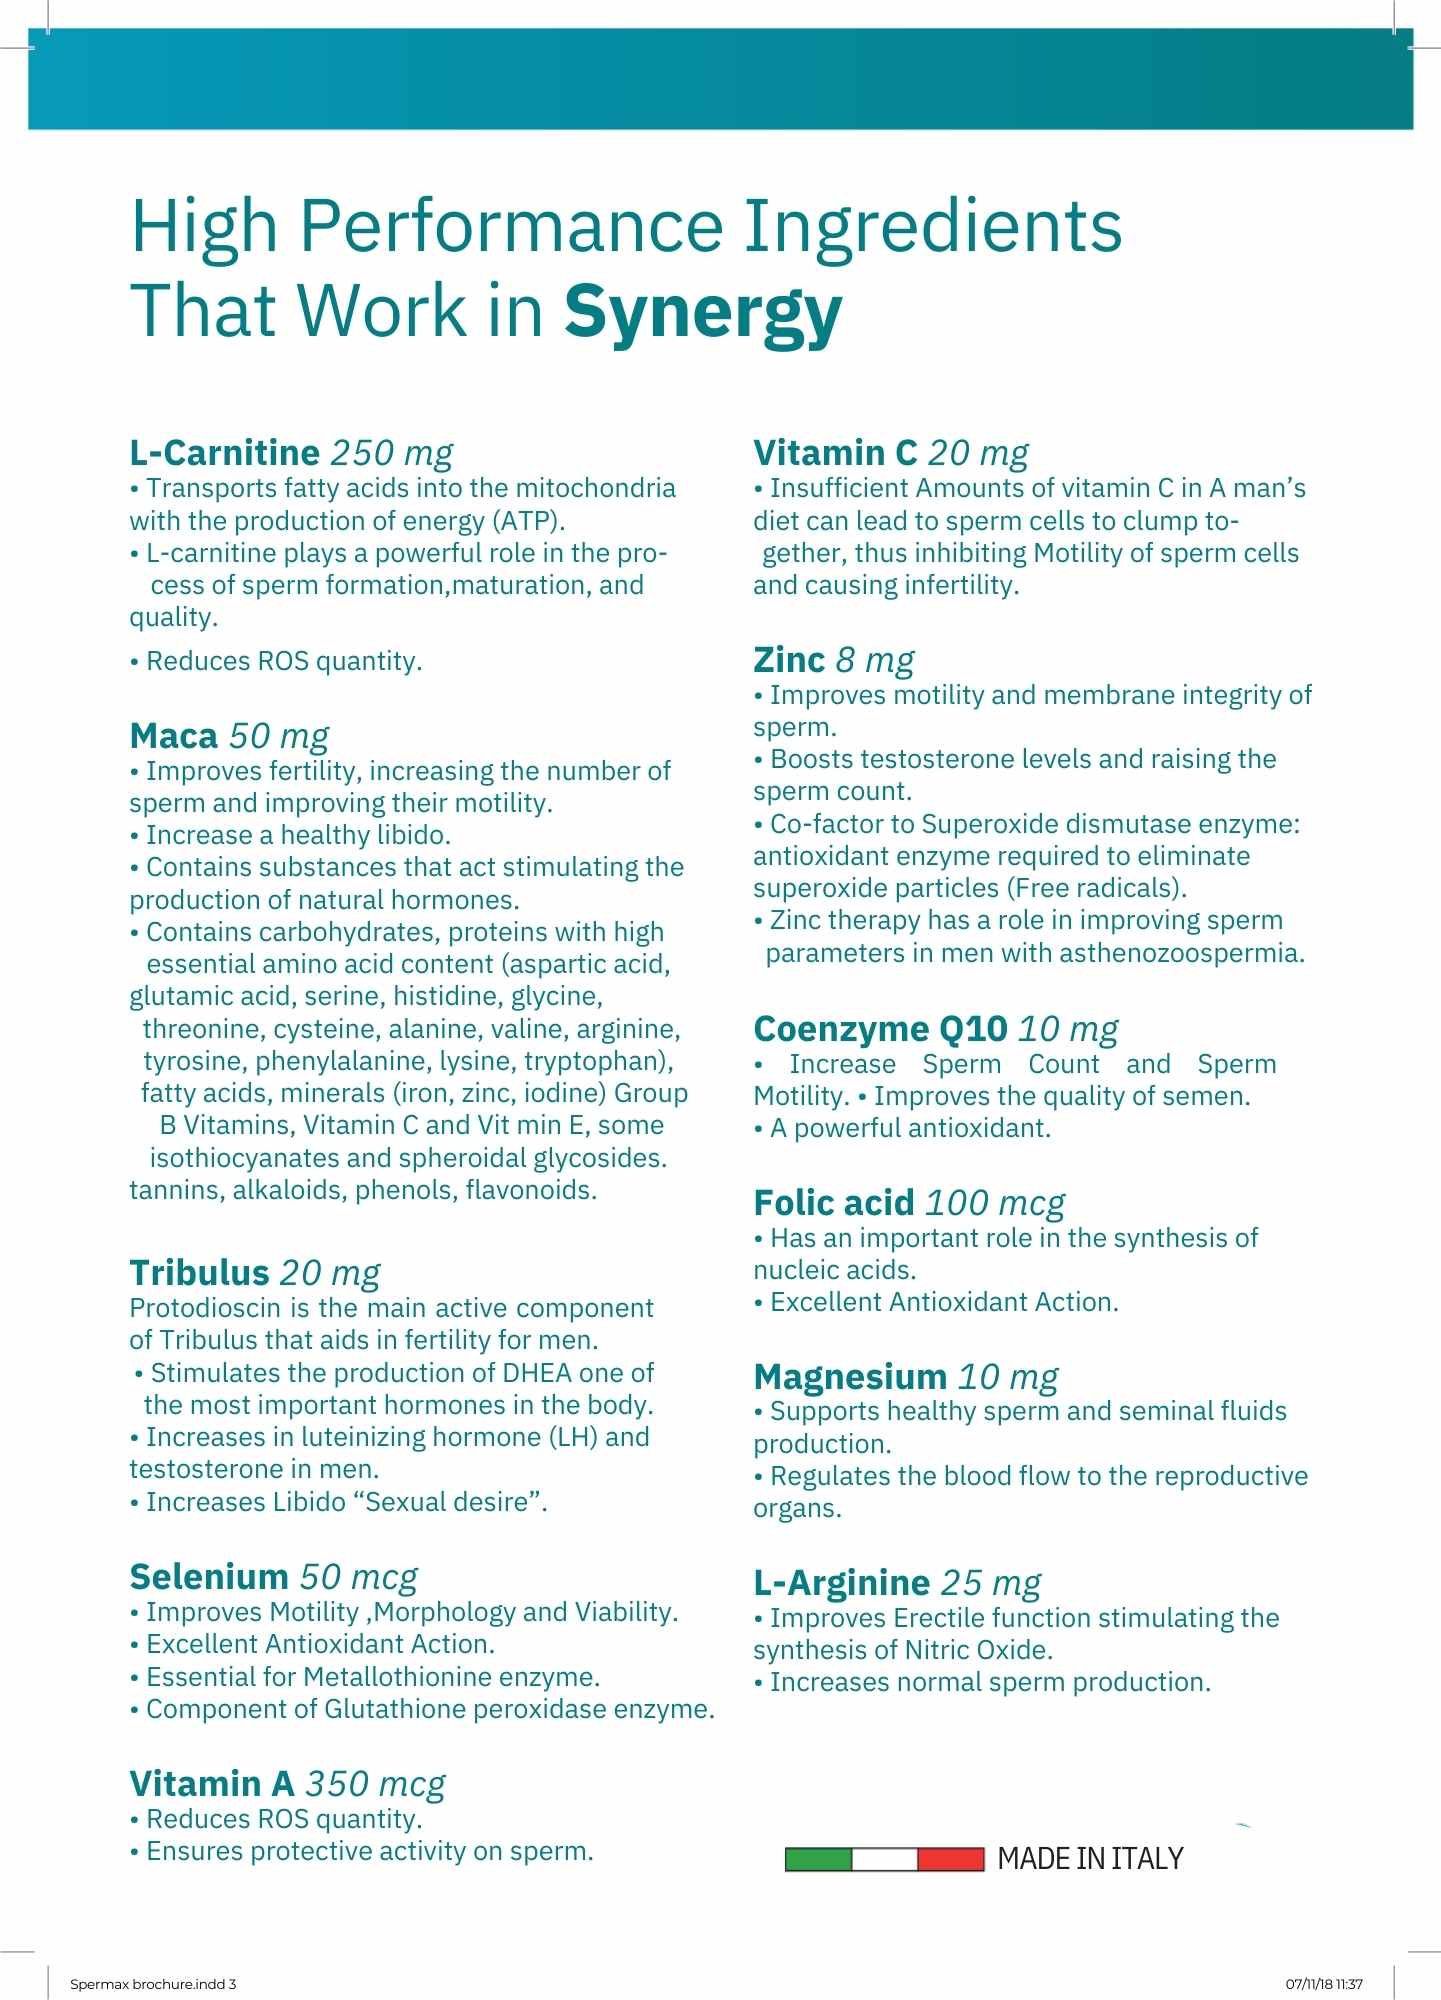 High Performance Ingredients
That Work in Synergy
L-Carnitine 250 mg
• Transports fatty acids into the mitochondria
with the production of energy (ATP).
• L-carnitine plays a powerful role in the pro-
cess of sperm formation,maturation, and
quality.
• Reduces ROS quantity.
Maca 50 mg
• Improves fertility, increasing the number of
sperm and improving their motility.
• Increase a healthy libido.
• Contains substances that act stimulating the
production of natural hormones.
• Contains carbohydrates, proteins with high
essential amino acid content (aspartic acid,
glutamic acid, serine, histidine, glycine,
threonine, cysteine, alanine, valine, arginine,
tyrosine, phenylalanine, lysine, tryptophan),
fatty acids, minerals (iron, zinc, iodine) Group
B Vitamins, Vitamin C and Vit min E, some
isothiocyanates and spheroidal glycosides.
tannins, alkaloids, phenols, flavonoids.
Tribulus 20 mg
Protodioscin is the main active component
of Tribulus that aids in fertility for men.
• Stimulates the production of DHEA one of
the most important hormones in the body.
• Increases in luteinizing hormone (LH) and
testosterone in men.
• Increases Libido “Sexual desire”.
Selenium 50 mcg
• Improves Motility ,Morphology and Viability.
• Excellent Antioxidant Action.
• Essential for Metallothionine enzyme.
• Component of Glutathione peroxidase enzyme.
Vitamin A 350 mcg
• Reduces ROS quantity.
• Ensures protective activity on sperm.
Vitamin C 20 mg
• Insufficient Amounts of vitamin C in A man’s
diet can lead to sperm cells to clump to-
gether, thus inhibiting Motility of sperm cells
and causing infertility.
Zinc 8 mg
• Improves motility and membrane integrity of
sperm.
• Boosts testosterone levels and raising the
sperm count.
• Co-factor to Superoxide dismutase enzyme:
antioxidant enzyme required to eliminate
superoxide particles (Free radicals).
• Zinc therapy has a role in improving sperm
parameters in men with asthenozoospermia.
Coenzyme Q10 10 mg
• Increase Sperm Count and Sperm
Motility. • Improves the quality of semen.
• A powerful antioxidant.
Folic acid 100 mcg
• Has an important role in the synthesis of
nucleic acids.
• Excellent Antioxidant Action.
Magnesium 10 mg
• Supports healthy sperm and seminal fluids
production.
• Regulates the blood flow to the reproductive
organs.
L-Arginine 25 mg
• Improves Erectile function stimulating the
synthesis of Nitric Oxide.
• Increases normal sperm production.
MADE IN ITALY
Spermax brochure.indd 3
07/11/18 11:37